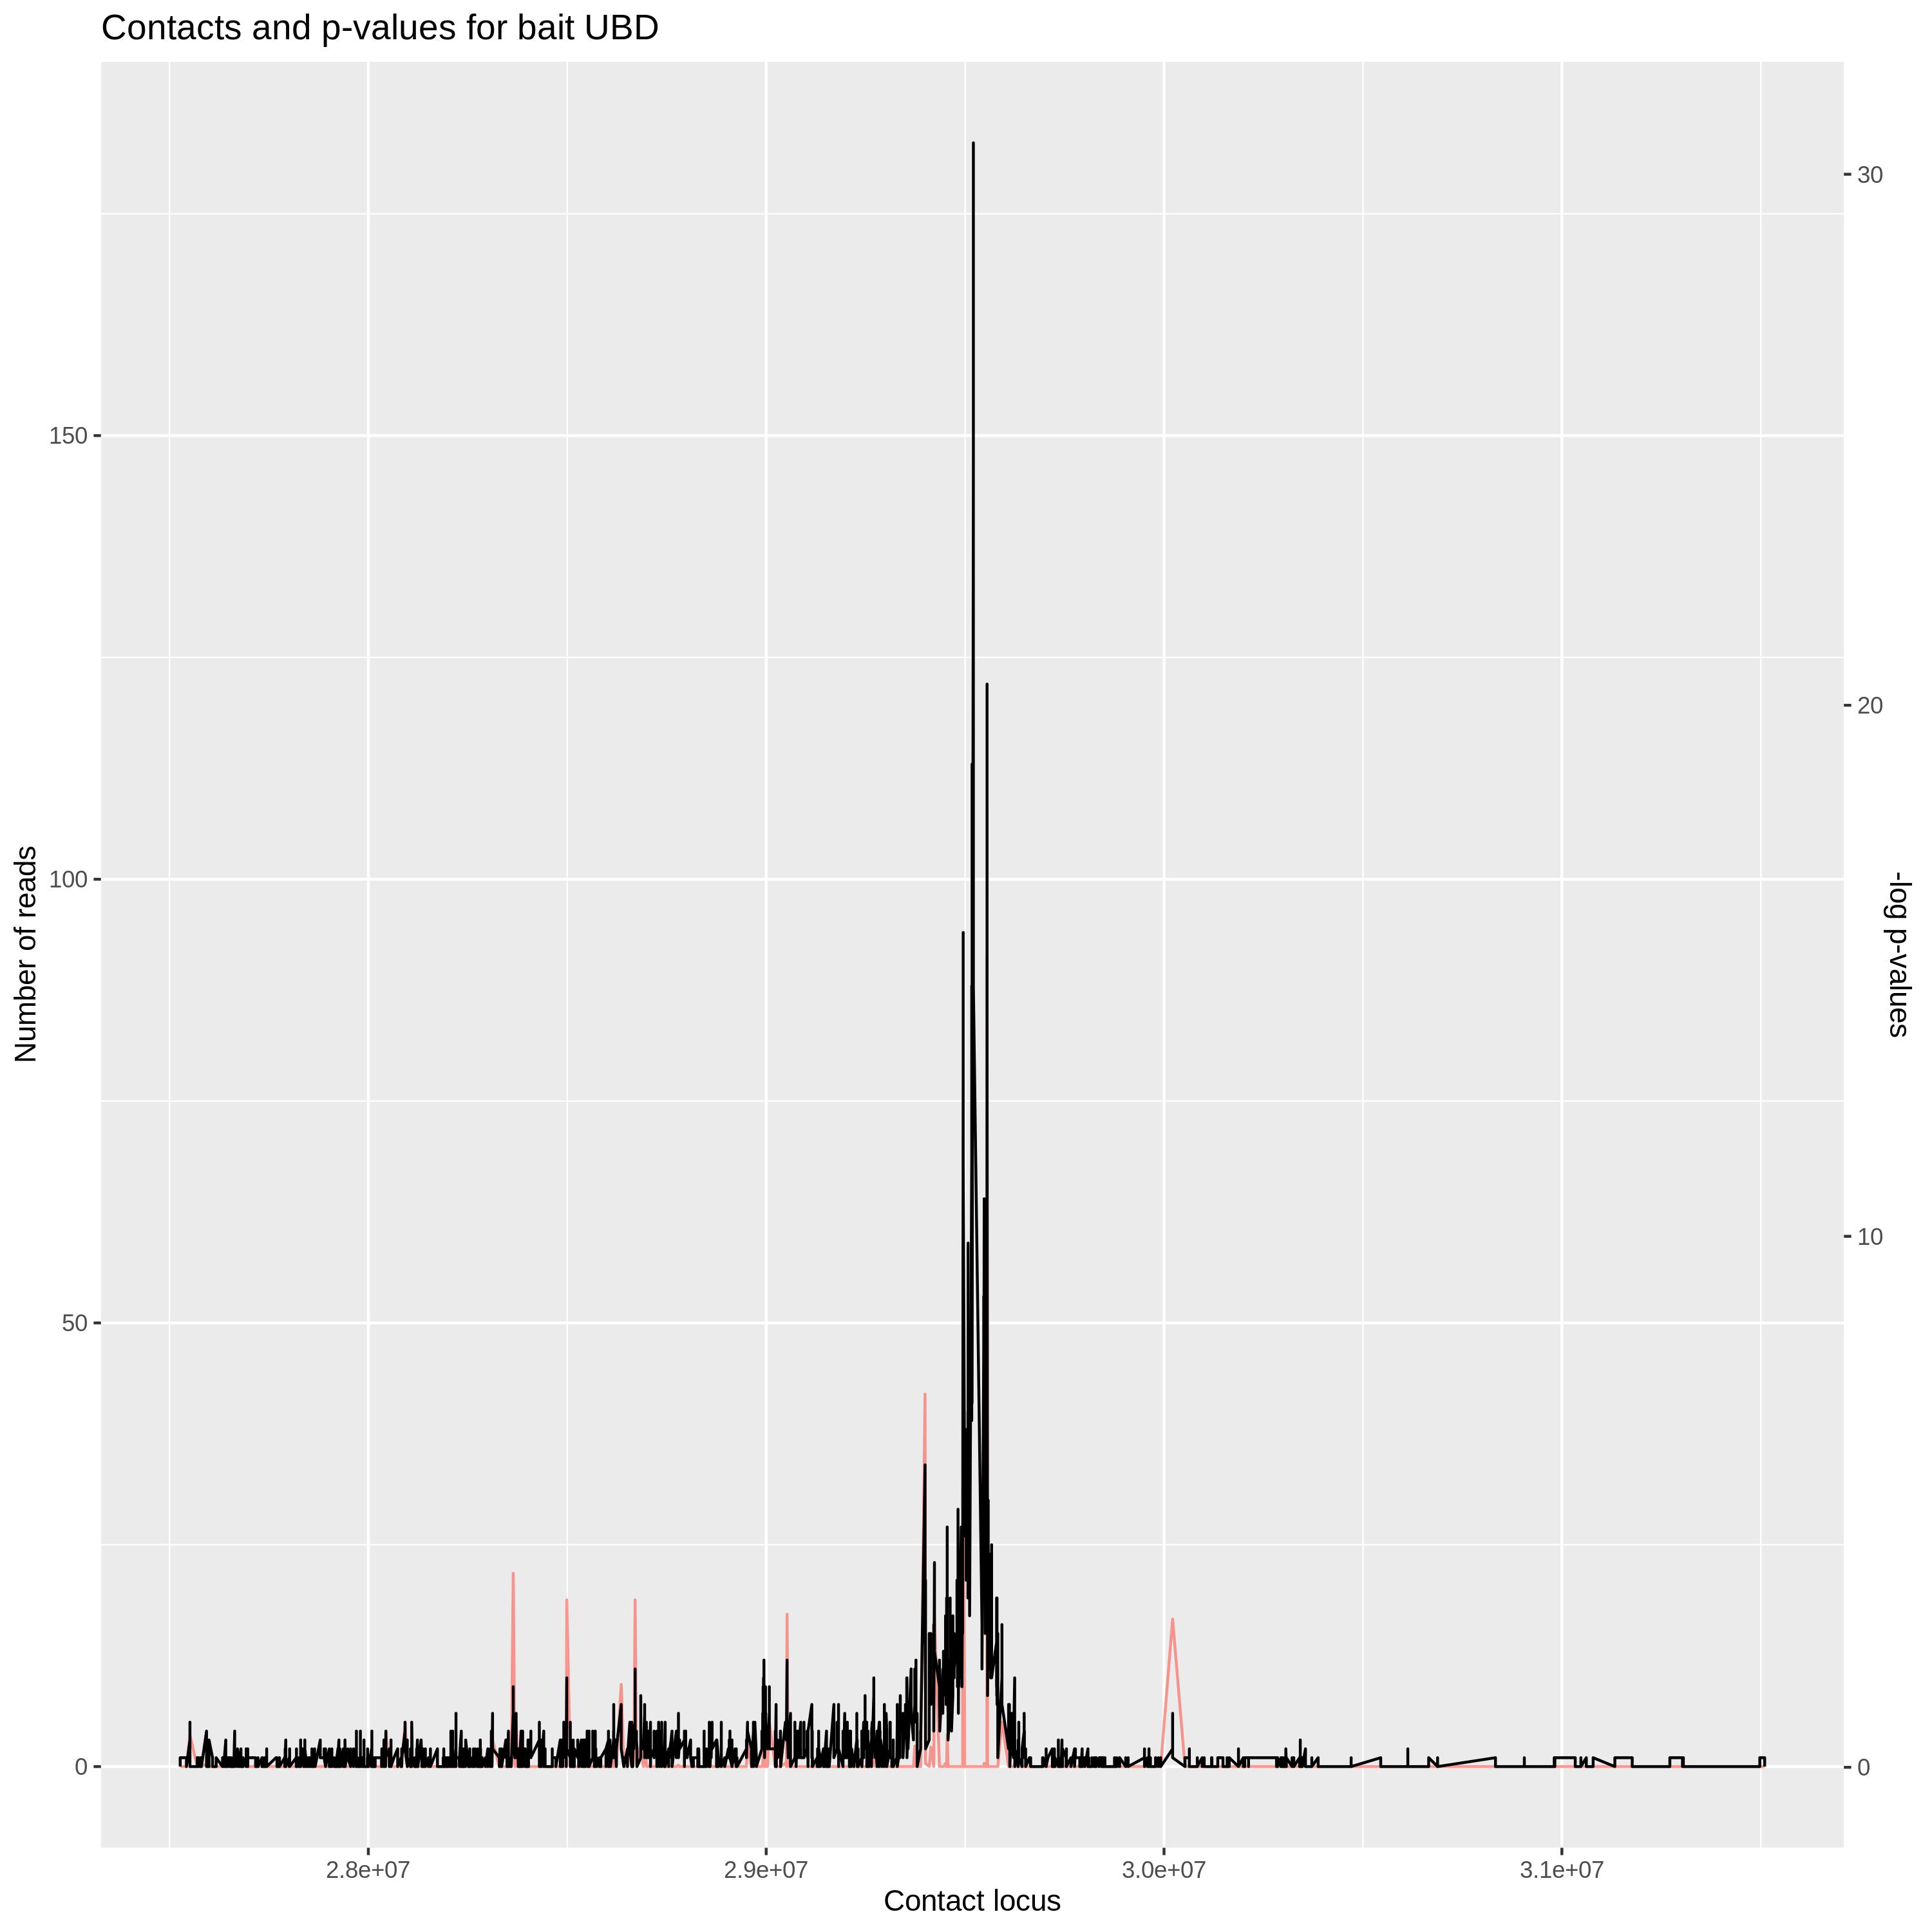 Contacts and p-values for bait UBD
Number of reads
150
100
50
0
30
20
10
0
-log p-values
2.8e+07
2.9e+07
3.0e+07
3.1e+07
Contact locus